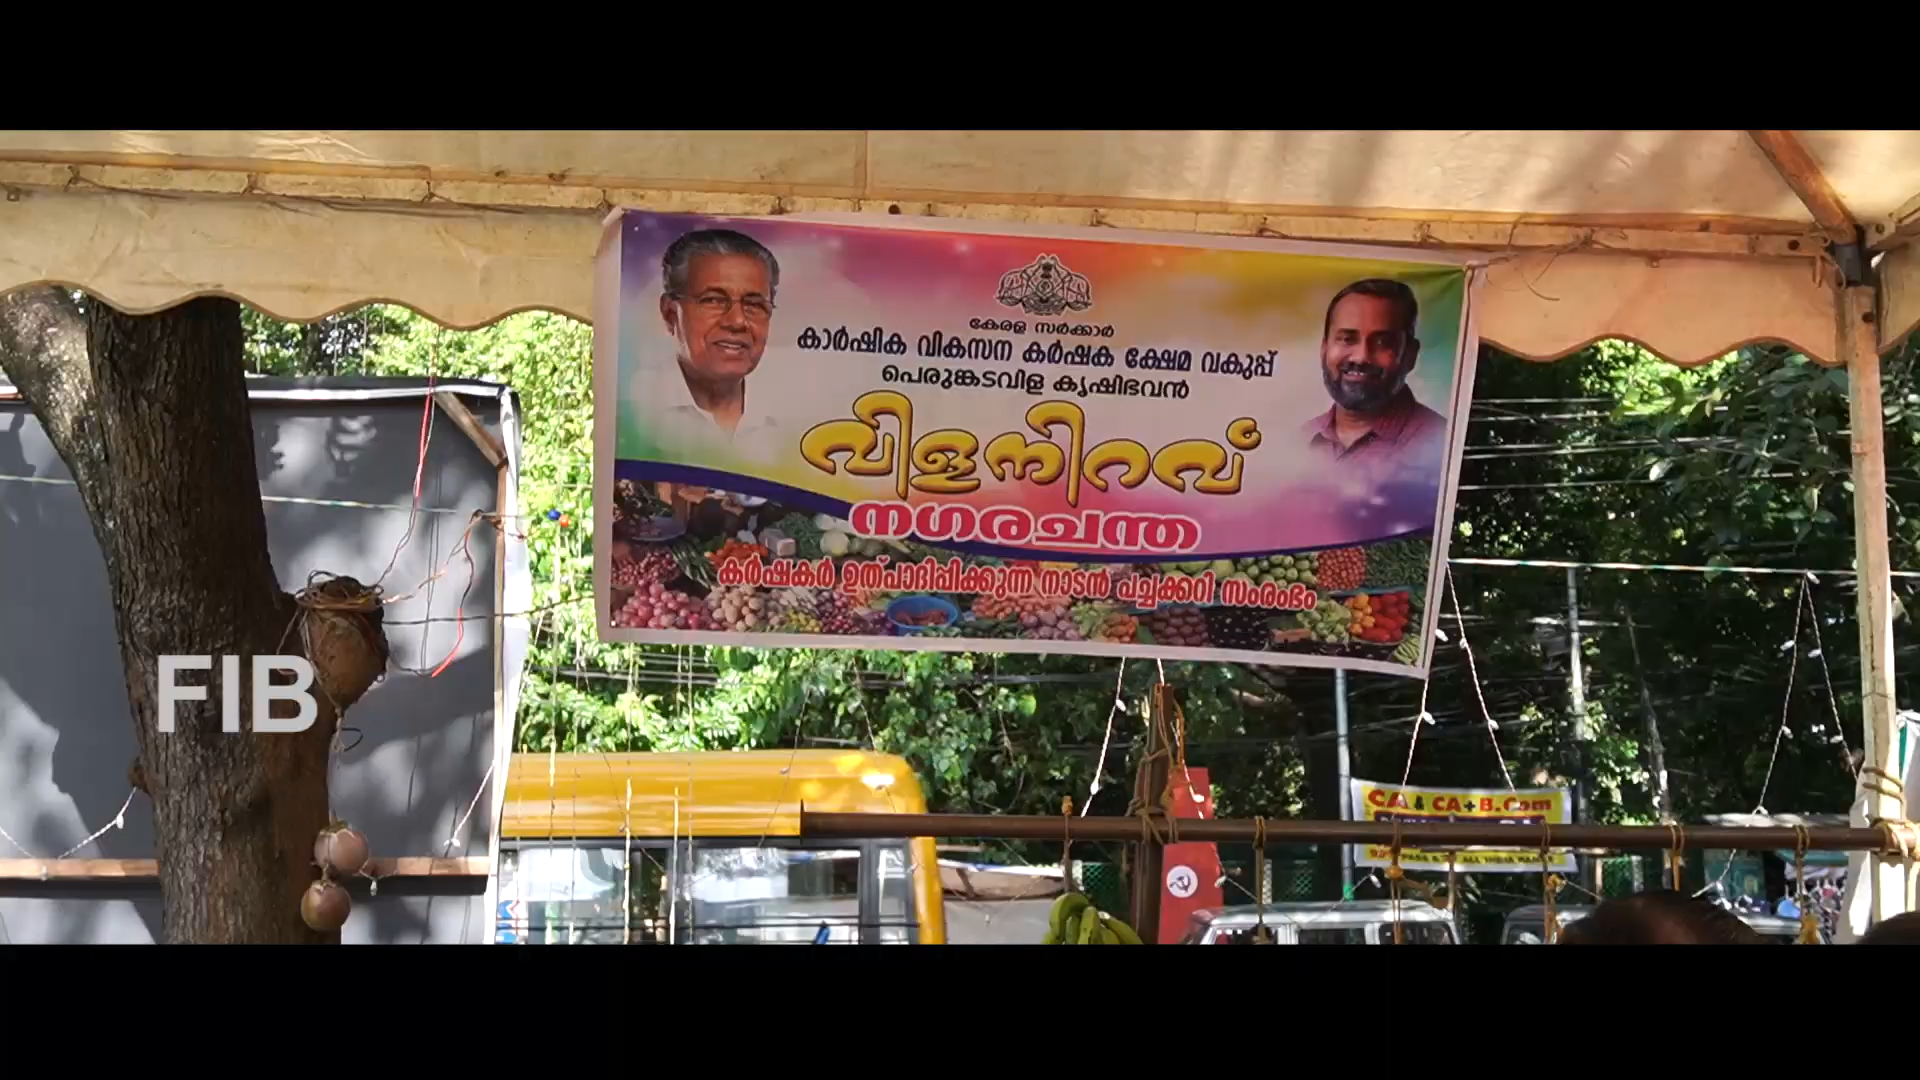 കേരള സർക്കാർ
കാർഷിക വികസന കർഷക ക്ഷേമ വകുപ്പ്
പെരുങ്കടവിള കൃഷിഭവൻ
വിളനിറവ്
നഗരചന്ത
കർഷകർ ഉത്പാദിപ്പിക്കുന്ന നാടൻ പച്ചക്കറി സംരംഭം
FIB
CA & CA+B.Com